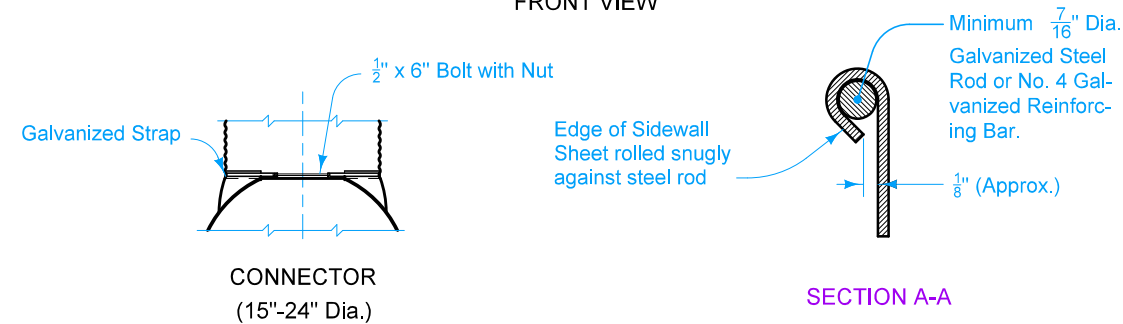 FRONT VIEW
1/2" x 6" Bolt with Nut
Galvanized Strap
CONNECTOR
(15"-24" Dia.)
Minimum 7/16" Dia.
Galvanized Steel
Rod or No. 4 Gal-
vanized Reinforc-
ing Bar.
Edge of Sidewall
Sheet rolled snugly
against steel rod
1/8" (Approx.)
SECTION A-A